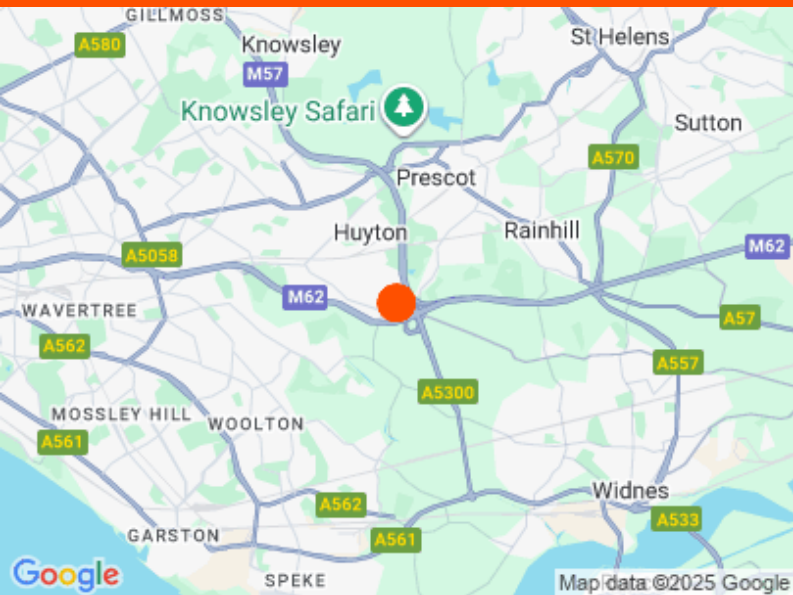 GILLMOSS
A580
Knowsley
St Helens
M57
Knowsley Safari
Sutton
A570
Prescot
Huyton
Rainhill
M62
A5058
M62
WAVERTREE
A57
A562
A557
A5300
MOSSLEY HILL
WOOLTON
A561
Widnes
A562
A533
GARSTON
A561
Google
SPEKE
Map data ©2025 Google